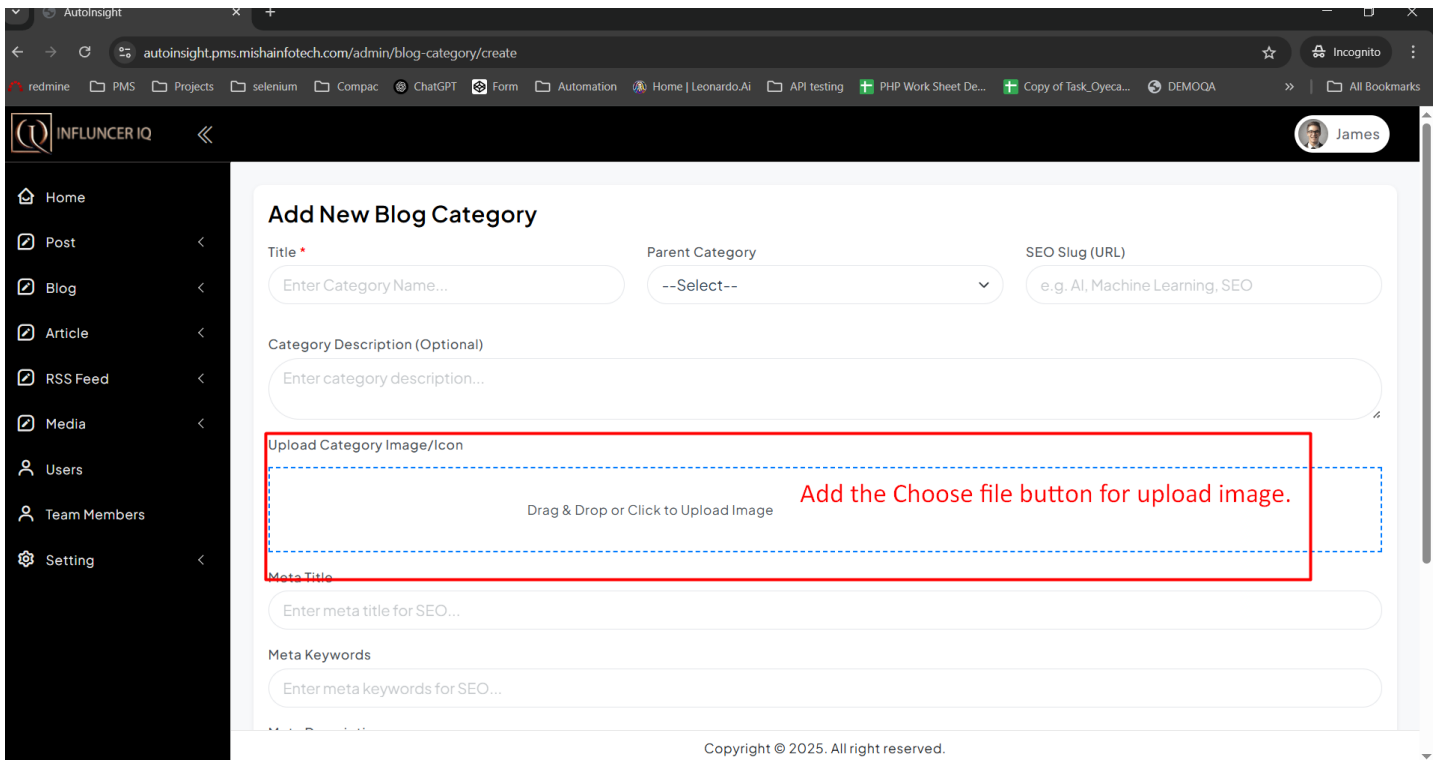 AutoInsight
autoinsight.pms.mishainfotech.com/admin/blog-category/create
Incognito
redmine PMS Projects selenium Compac ChatGPT Form Automation Home | Leonardo.Ai API testing PHP Work Sheet De... Copy of Task_Oyeca... DEMOQA » All Bookmarks
INFLUNCER IQ
James
Home
Post
Blog
Article
RSS Feed
Media
Users
Team Members
Setting
Add New Blog Category
Title * Parent Category SEO Slug (URL)
Enter Category Name... --Select-- e.g. AI, Machine Learning, SEO
Category Description (Optional)
Enter category description...
Upload Category Image/Icon
Add the Choose file button for upload image.
Drag & Drop or Click to Upload Image
Meta Title
Enter meta title for SEO...
Meta Keywords
Enter meta keywords for SEO...
Copyright © 2025. All right reserved.